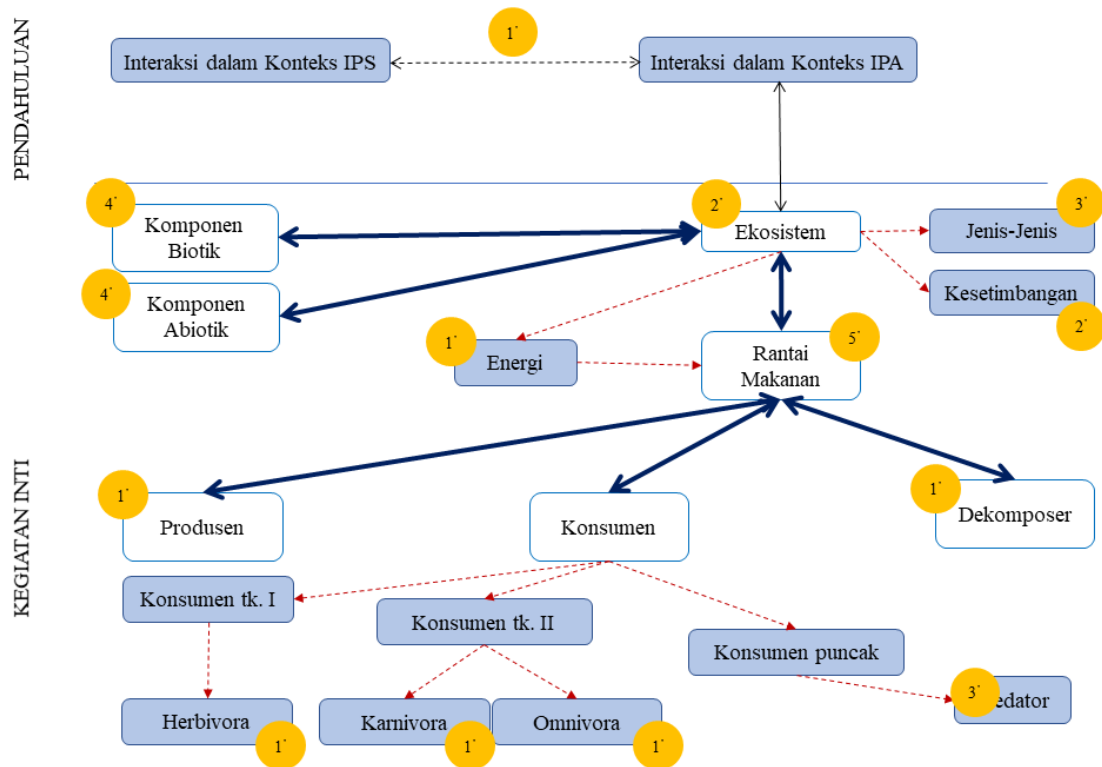 PENDAHULUAN
1'
Interaksi dalam Konteks IPS
Interaksi dalam Konteks IPA
4'
Komponen
Biotik
2'
Ekosistem
3'
Jenis-Jenis
4'
Komponen
Abiotik
Kesetimbangan
2'
1'
Energi
5'
Rantai
Makanan
KEGIATAN INTI
1'
Produsen
Konsumen
1'
Dekomposer
Konsumen tk. I
Konsumen tk. II
Konsumen puncak
Herbivora
1'
Karnivora
1'
Omnivora
1'
3'
edator